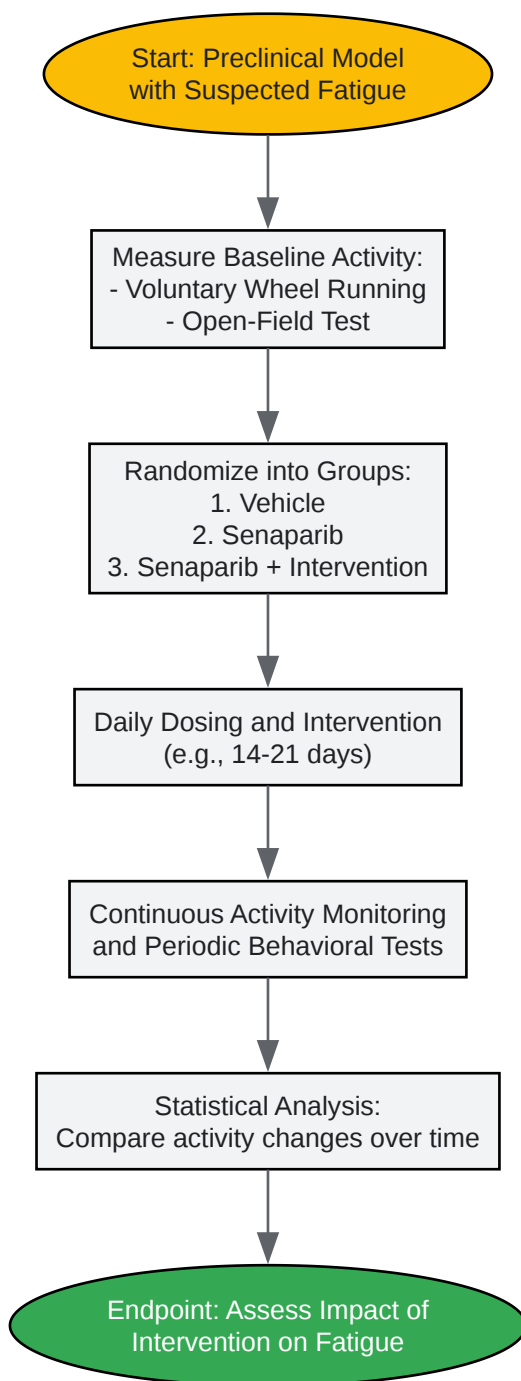 Start: Preclinical Model
with Suspected Fatigue
Measure Baseline Activity:
- Voluntary Wheel Running
- Open-Field Test
Randomize into Groups:
1. Vehicle
2. Senaparib
3. Senaparib + Intervention
Daily Dosing and Intervention
(e.g., 14-21 days)
Continuous Activity Monitoring
and Periodic Behavioral Tests
Statistical Analysis:
Compare activity changes over time
Endpoint: Assess Impact of
Intervention on Fatigue